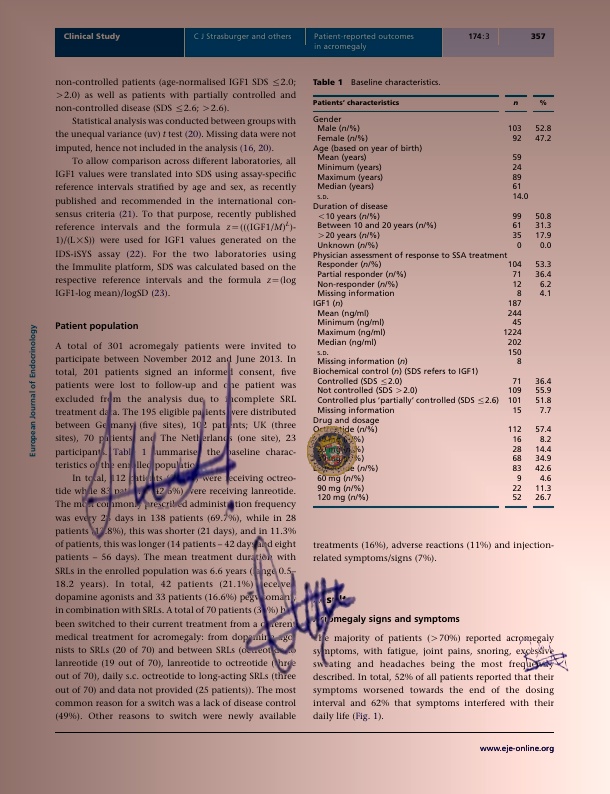 Clinical Study
C J Strasburger and others
Patient-reported outcomes
in acromegaly
174:3
357
non-controlled patients (age-normalised IGF1 SDS ≤2.0;
>2.0) as well as patients with partially controlled and
non-controlled disease (SDS ≤2.6; >2.6).
Statistical analysis was conducted between groups with
the unequal variance (uv) t test (20). Missing data were not
imputed, hence not included in the analysis (16, 20).
To allow comparison across different laboratories, all
IGF1 values were translated into SDS using assay-specific
reference intervals stratified by age and sex, as recently
published and recommended in the international con-
sensus criteria (21). To that purpose, recently published
reference intervals and the formula z=(((IGF1/M)^L)-
1)/(L×S)) were used for IGF1 values generated on the
IDS-iSYS assay (22). For the two laboratories using
the Immulite platform, SDS was calculated based on the
respective reference intervals and the formula z=(log
IGF1-log mean)/logSD (23).
Patient population
A total of 301 acromegaly patients were invited to
participate between November 2012 and June 2013. In
total, 201 patients signed an informed consent, five
patients were lost to follow-up and one patient was
excluded from the analysis due to incomplete SRL
treatment data. The 195 eligible patients were distributed
between Germany (five sites), 102 patients; UK (three
sites), 70 patients and The Netherlands (one site), 23
participants. Table 1 summarise the baseline charac-
teristics of the enrolled population.
In total, 112 patients were receiving octreo-
tide while 83 patients (42.6%) were receiving lanreotide.
The most commonly prescribed administration frequency
was every 28 days in 138 patients (69.7%), while in 28
patients, this was shorter (21 days), and in 11.3%
of patients, this was longer (14 patients – 42 days and eight
patients – 56 days). The mean treatment duration with
SRLs in the enrolled population was 6.6 years (range 0.5–
18.2 years). In total, 42 patients (21.1%) received
dopamine agonists and 33 patients (16.6%) pegvisomant
in combination with SRLs. A total of 70 patients
been switched to their current treatment from a different
medical treatment for acromegaly: from dopamine ago-
nists to SRLs (20 of 70) and between SRLs (octreotide to
lanreotide (19 out of 70), lanreotide to octreotide (three
out of 70), daily s.c. octreotide to long-acting SRLs (three
out of 70) and data not provided (25 patients)). The most
common reason for a switch was a lack of disease control
(49%). Other reasons to switch were newly available
Table 1 Baseline characteristics.
Patients' characteristics n %
Gender
Male (n/%) 103 52.8
Female (n/%) 92 47.2
Age (based on year of birth)
Mean (years) 59
Minimum (years) 24
Maximum (years) 89
Median (years) 61
S.D. 14.0
Duration of disease
<10 years (n/%) 99 50.8
Between 10 and 20 years (n/%) 61 31.3
>20 years (n/%) 35 17.9
Unknown (n/%) 0 0.0
Physician assessment of response to SSA treatment
Responder (n/%) 104 53.3
Partial responder (n/%) 71 36.4
Non-responder (n/%) 12 6.2
Missing information 8 4.1
IGF1 (n) 187
Mean (ng/ml) 244
Minimum (ng/ml) 45
Maximum (ng/ml) 1224
Median (ng/ml) 202
S.D. 150
Missing information (n) 8
Biochemical control (n) (SDS refers to IGF1)
Controlled (SDS ≤2.0) 71 36.4
Not controlled (SDS >2.0) 109 55.9
Controlled plus 'partially' controlled (SDS ≤2.6) 101 51.8
Missing information 15 7.7
Drug and dosage
Octreotide (n/%) 112 57.4
(n/%) 16 8.2
(n/%) 28 14.4
(n/%) 68 34.9
(n/%) 83 42.6
60 mg (n/%) 9 4.6
90 mg (n/%) 22 11.3
120 mg (n/%) 52 26.7
treatments (16%), adverse reactions (11%) and injection-
related symptoms/signs (7%).
Acromegaly signs and symptoms
The majority of patients (>70%) reported acromegaly
symptoms, with fatigue, joint pains, snoring, excessive
sweating and headaches being the most frequently
described. In total, 52% of all patients reported that their
symptoms worsened towards the end of the dosing
interval and 62% that symptoms interfered with their
daily life (Fig. 1).
European Journal of Endocrinology
www.eje-online.org